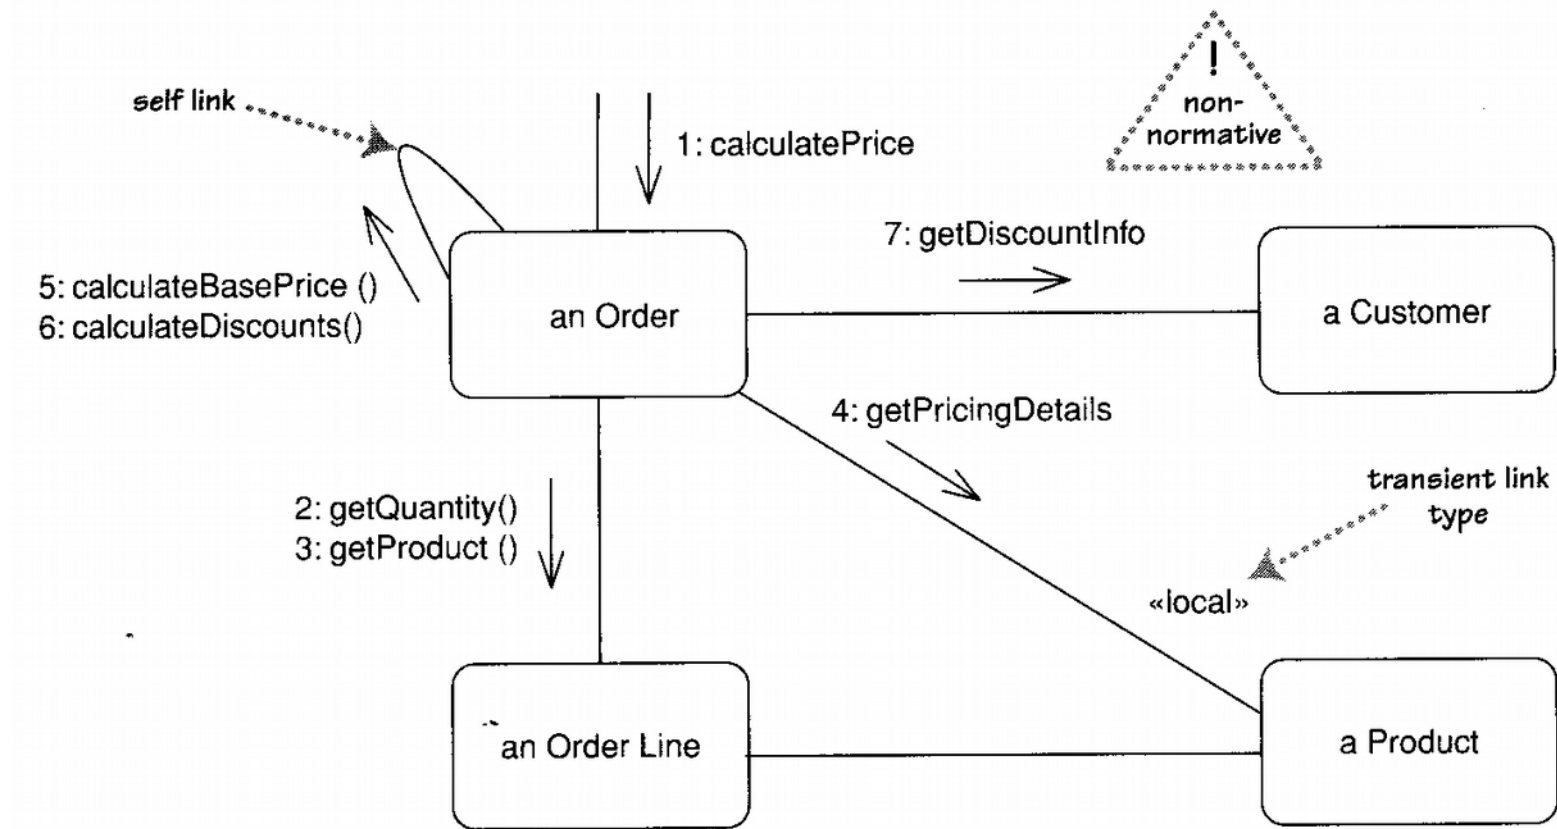 self link
1: calculatePrice
!
non-
normative
7: getDiscountInfo
5: calculateBasePrice ()
6: calculateDiscounts()
an Order
a Customer
4: getPricingDetails
2: getQuantity()
3: getProduct ()
transient link
type
«local»
an Order Line
a Product